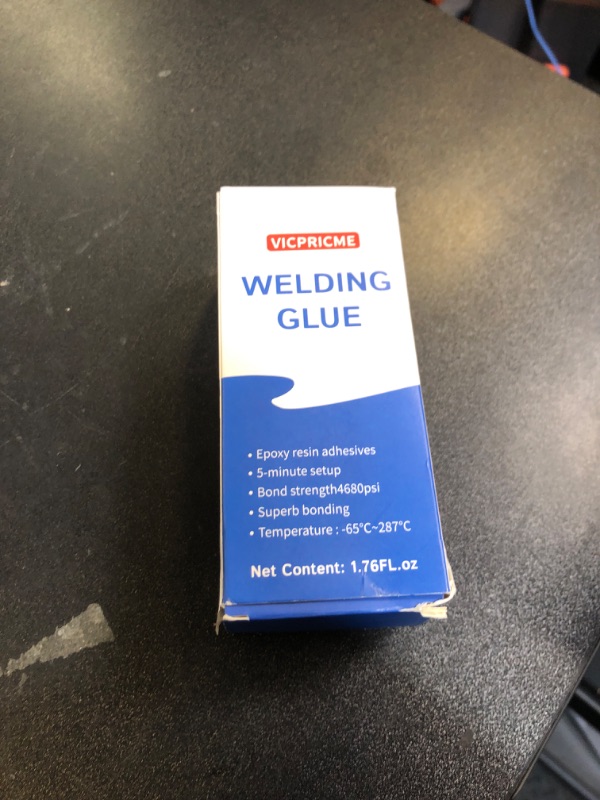 VICPRICME
WELDING
GLUE
• Epoxy resin adhesives
• 5-minute setup
• Bond strength4680psi
• Superb bonding
• Temperature : -65°C~287°C
Net Content: 1.76FL.oz